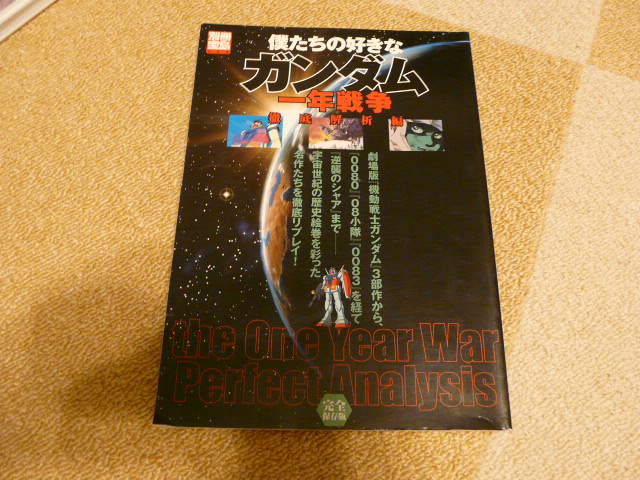 別冊
宝島
僕たちの好きな
ガンダム
一年戦争
徹底解析編
劇場版『機動戦士ガンダム』3部作から、
『0080』『08小隊』『0083』を経て
『逆襲のシャア』まで——
宇宙世紀の歴史絵巻を彩った
名作たちを徹底リプレイ!
the One Year War
Perfect Analysis
完全
保存版